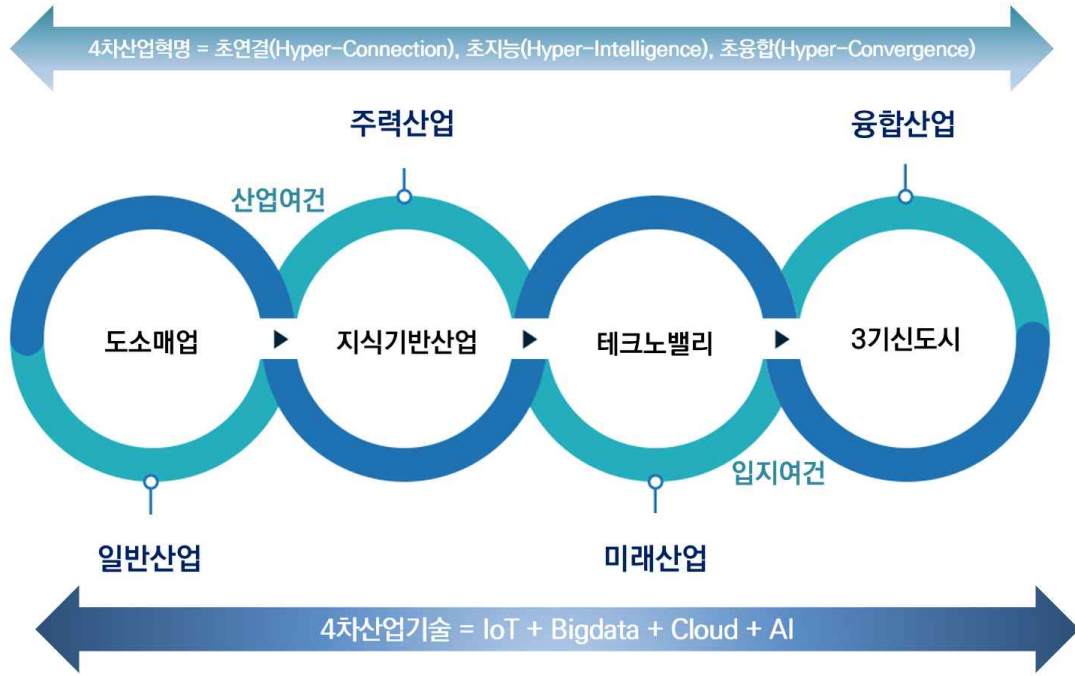 4차산업혁명 = 초연결(Hyper-Connection), 초지능(Hyper-Intelligence), 초융합(Hyper-Convergence)
주력산업
융합산업
산업여건
도소매업
지식기반산업
테크노밸리
3기신도시
입지여건
일반산업
미래산업
4차산업기술 = IoT + Bigdata + Cloud + AI